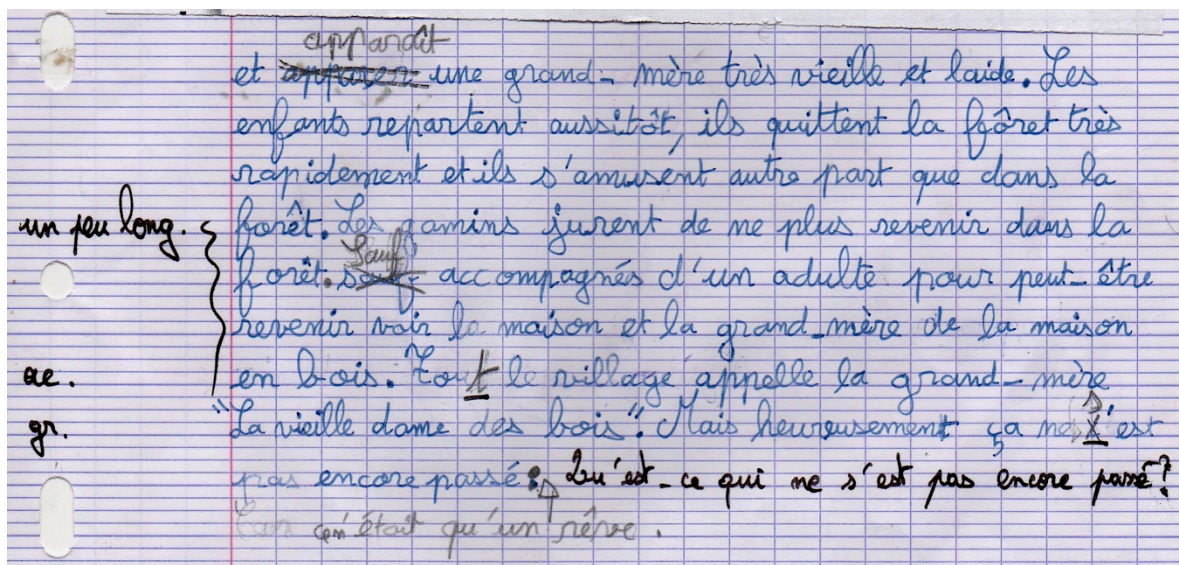 apparaît
et apparer une grand-mère très vieille et laide. Les
enfants repartent aussitôt, ils quittent la fôret très
rapidement et ils s'amusent autre part que dans la
un peu long. forêt. Les gamins jurent de ne plus revenir dans la
Sauf
forêt. sauf accompagnés d'un adulte pour peut-être
revenir voir la maison et la grand-mère de la maison
ac. en bois. Tout le village appelle la grand-mère
s
gr. "La vieille dame des bois". Mais heureusement ça ne 'est
pas encore passé. Qu'est-ce qui ne s'est pas encore passé?
Car ce n'était qu'un rêve.